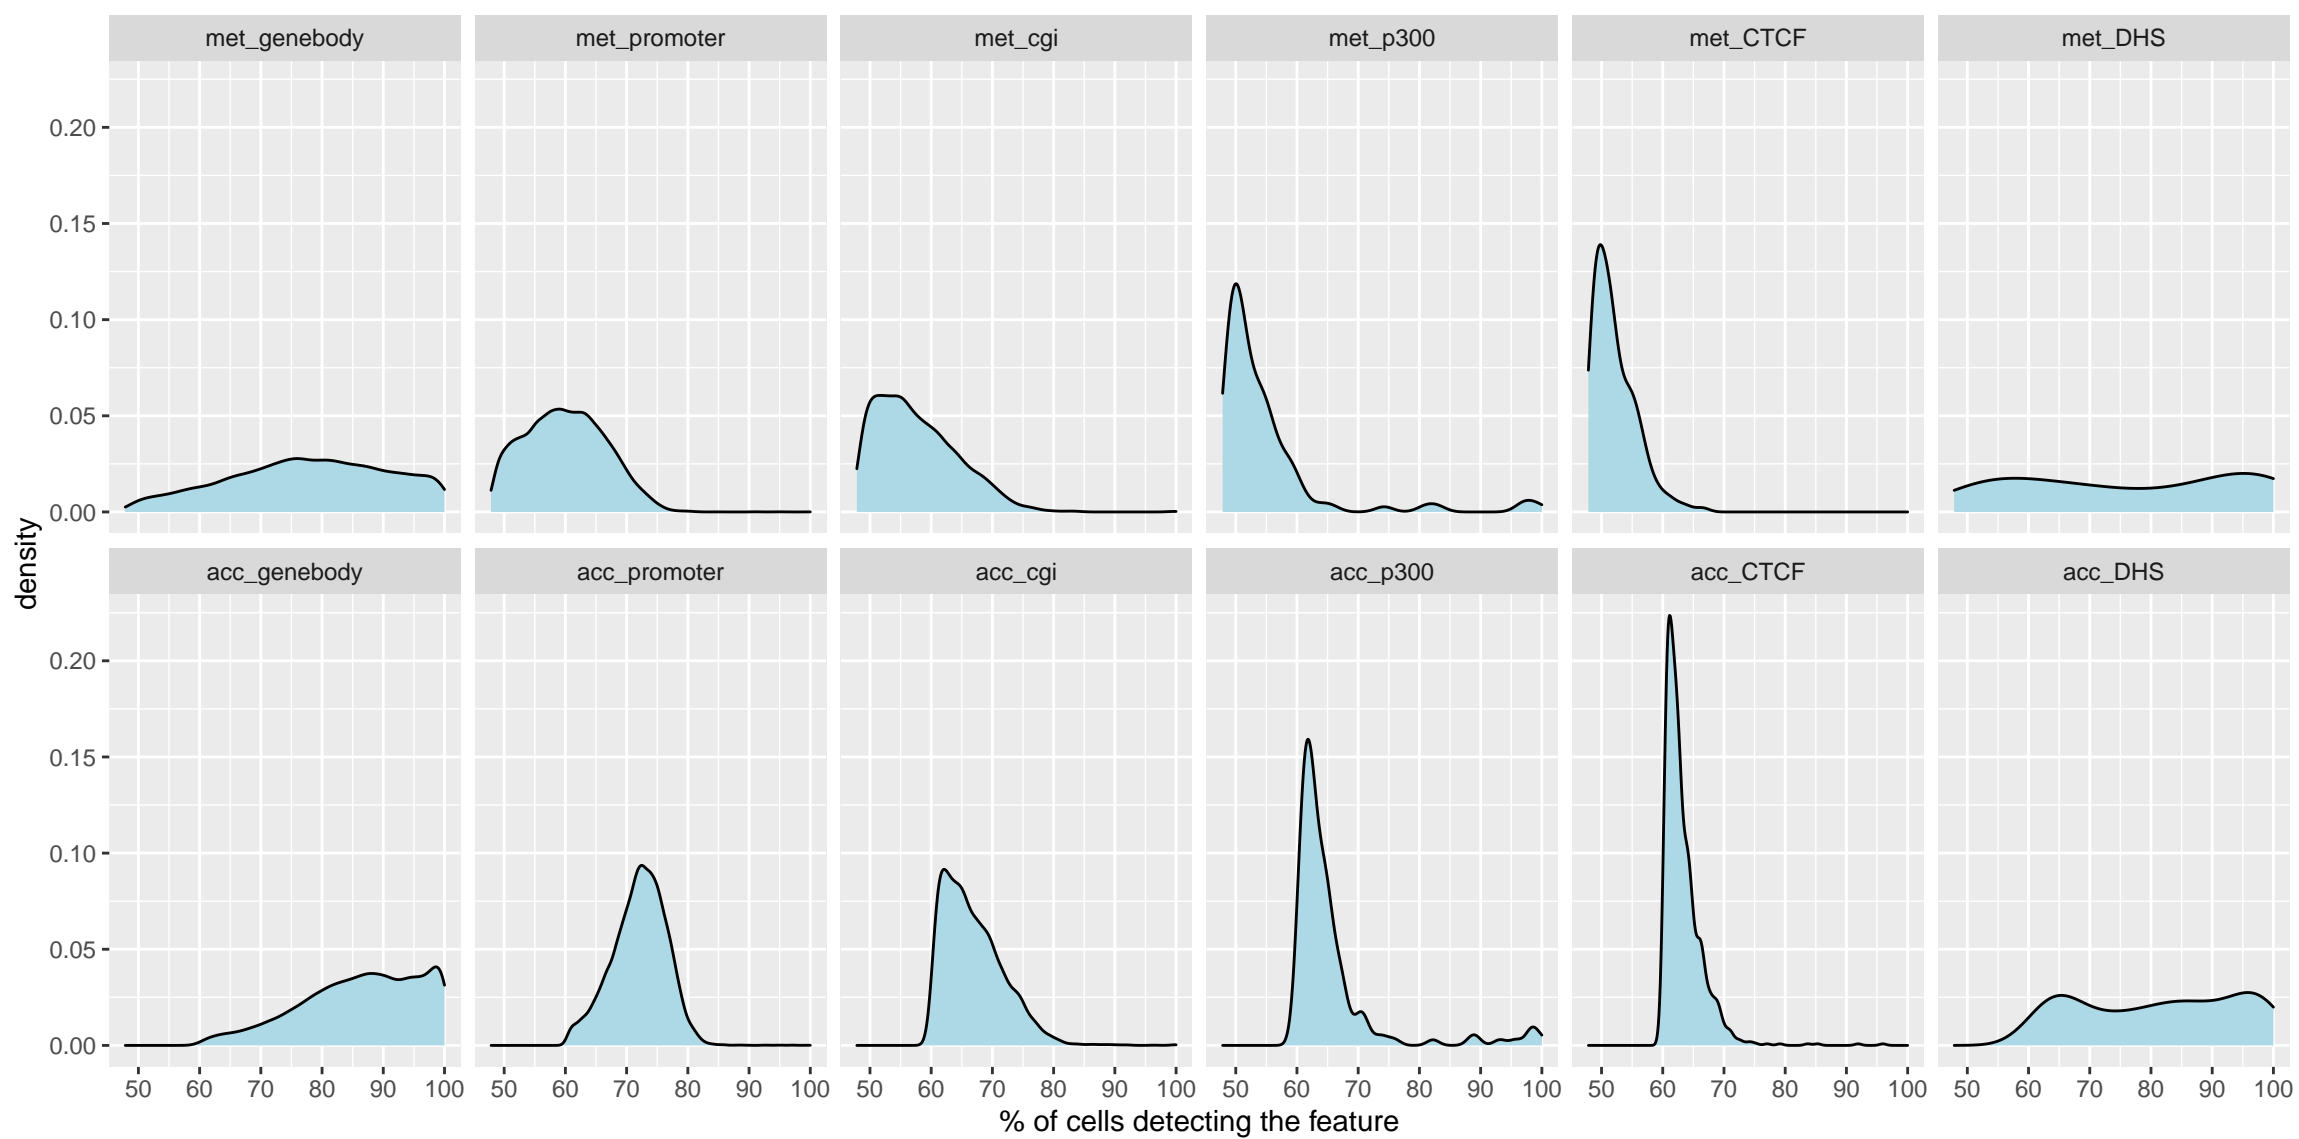 met_genebody met_promoter met_cgi met_p300 met_CTCF met_DHS
0.20
0.15
0.10
0.05
0.00
density
acc_genebody acc_promoter acc_cgi acc_p300 acc_CTCF acc_DHS
0.20
0.15
0.10
0.05
0.00
50 60 70 80 90 100 50 60 70 80 90 100 50 60 70 80 90 100 50 60 70 80 90 100 50 60 70 80 90 100 50 60 70 80 90 100
% of cells detecting the feature